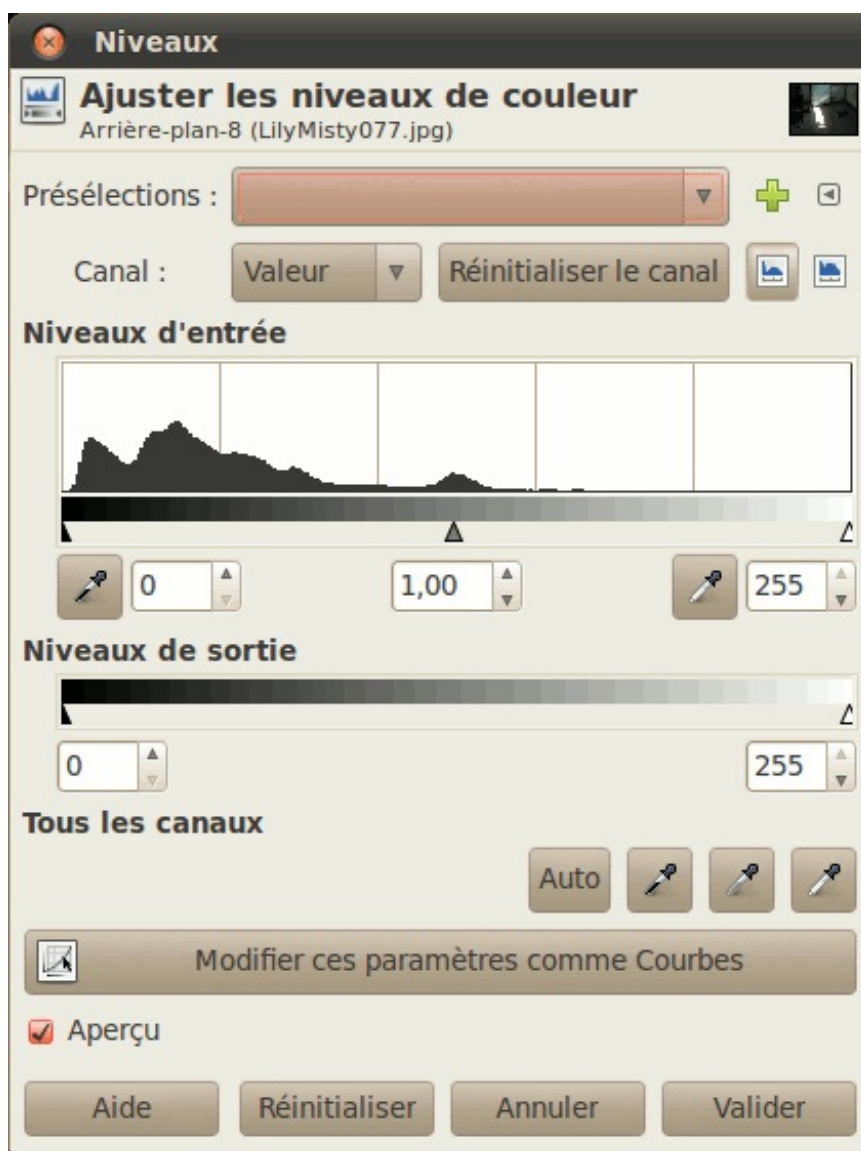 Niveaux
Ajuster les niveaux de couleur
Arrière-plan-8 (LilyMisty077.jpg)
Présélections :
Canal : Valeur Réinitialiser le canal
Niveaux d'entrée
0 1,00 255
Niveaux de sortie
0 255
Tous les canaux
Auto
Modifier ces paramètres comme Courbes
Aperçu
Aide Réinitialiser Annuler Valider